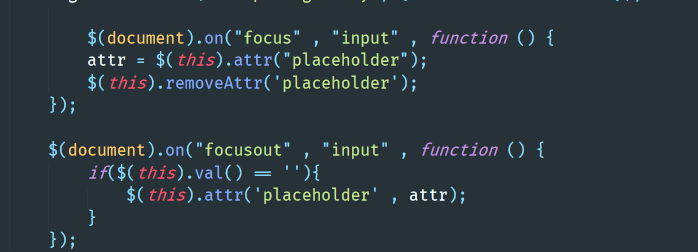 $(document).on("focus" , "input" , function () {
attr = $(this).attr("placeholder");
$(this).removeAttr('placeholder');
});
$(document).on("focusout" , "input" , function () {
if($(this).val() == ''){
$(this).attr('placeholder' , attr);
}
});